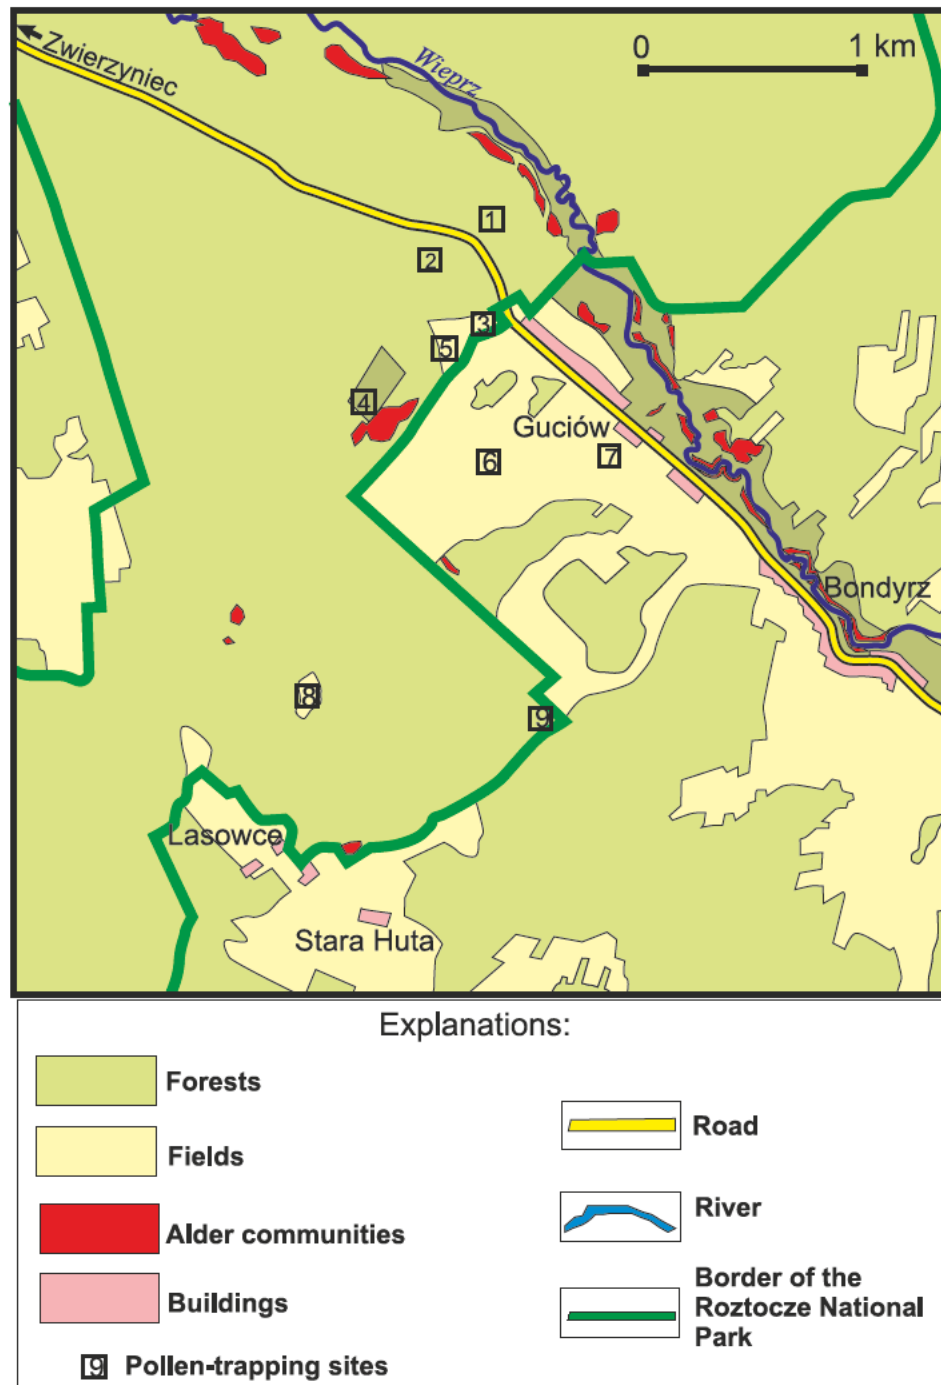 0 1 km
Zwierzyniec
Wieprz
1
2
3
5
4
Guciów
6
7
Bondyrz
8
9
Lasowce
Stara Huta
Explanations:
Forests
Fields
Alder communities
Buildings
9 Pollen-trapping sites
Road
River
Border of the
Roztocze National
Park